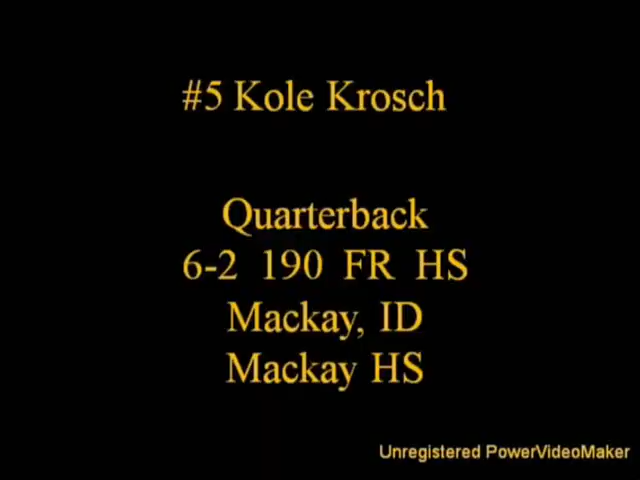 #5 Kole Krosch
Quarterback
6-2 190 FR HS
Mackay, ID
Mackay HS
Unregistered PowerVideoMaker